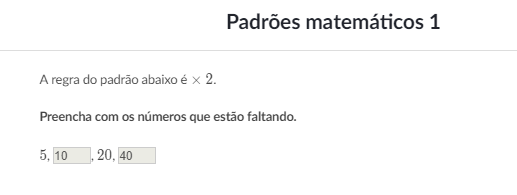 Padrões matemáticos 1
A regra do padrão abaixo é × 2.
Preencha com os números que estão faltando.
5, 10, 20, 40